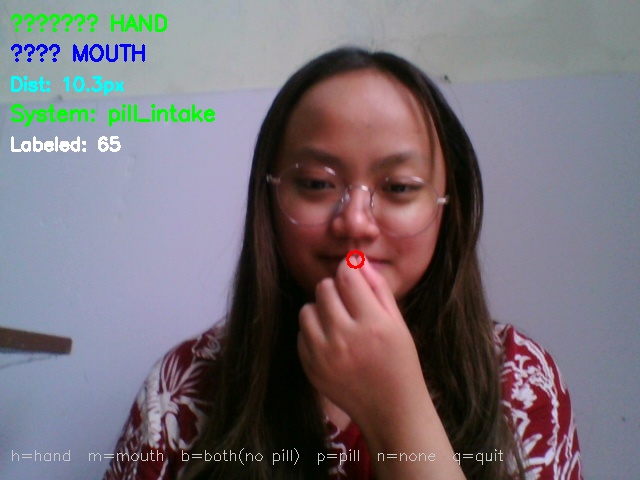 ??????? HAND
???? MOUTH
Dist: 10.3px
System: pill_intake
Labeled: 65
h=hand m=mouth b=both(no pill) p=pill n=none q=quit